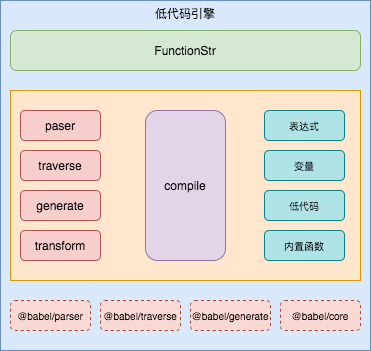 低代码引擎
FunctionStr
paser
traverse
generate
transform
compile
表达式
变量
低代码
内置函数
@babel/parser
@babel/traverse
@babel/generate
@babel/core